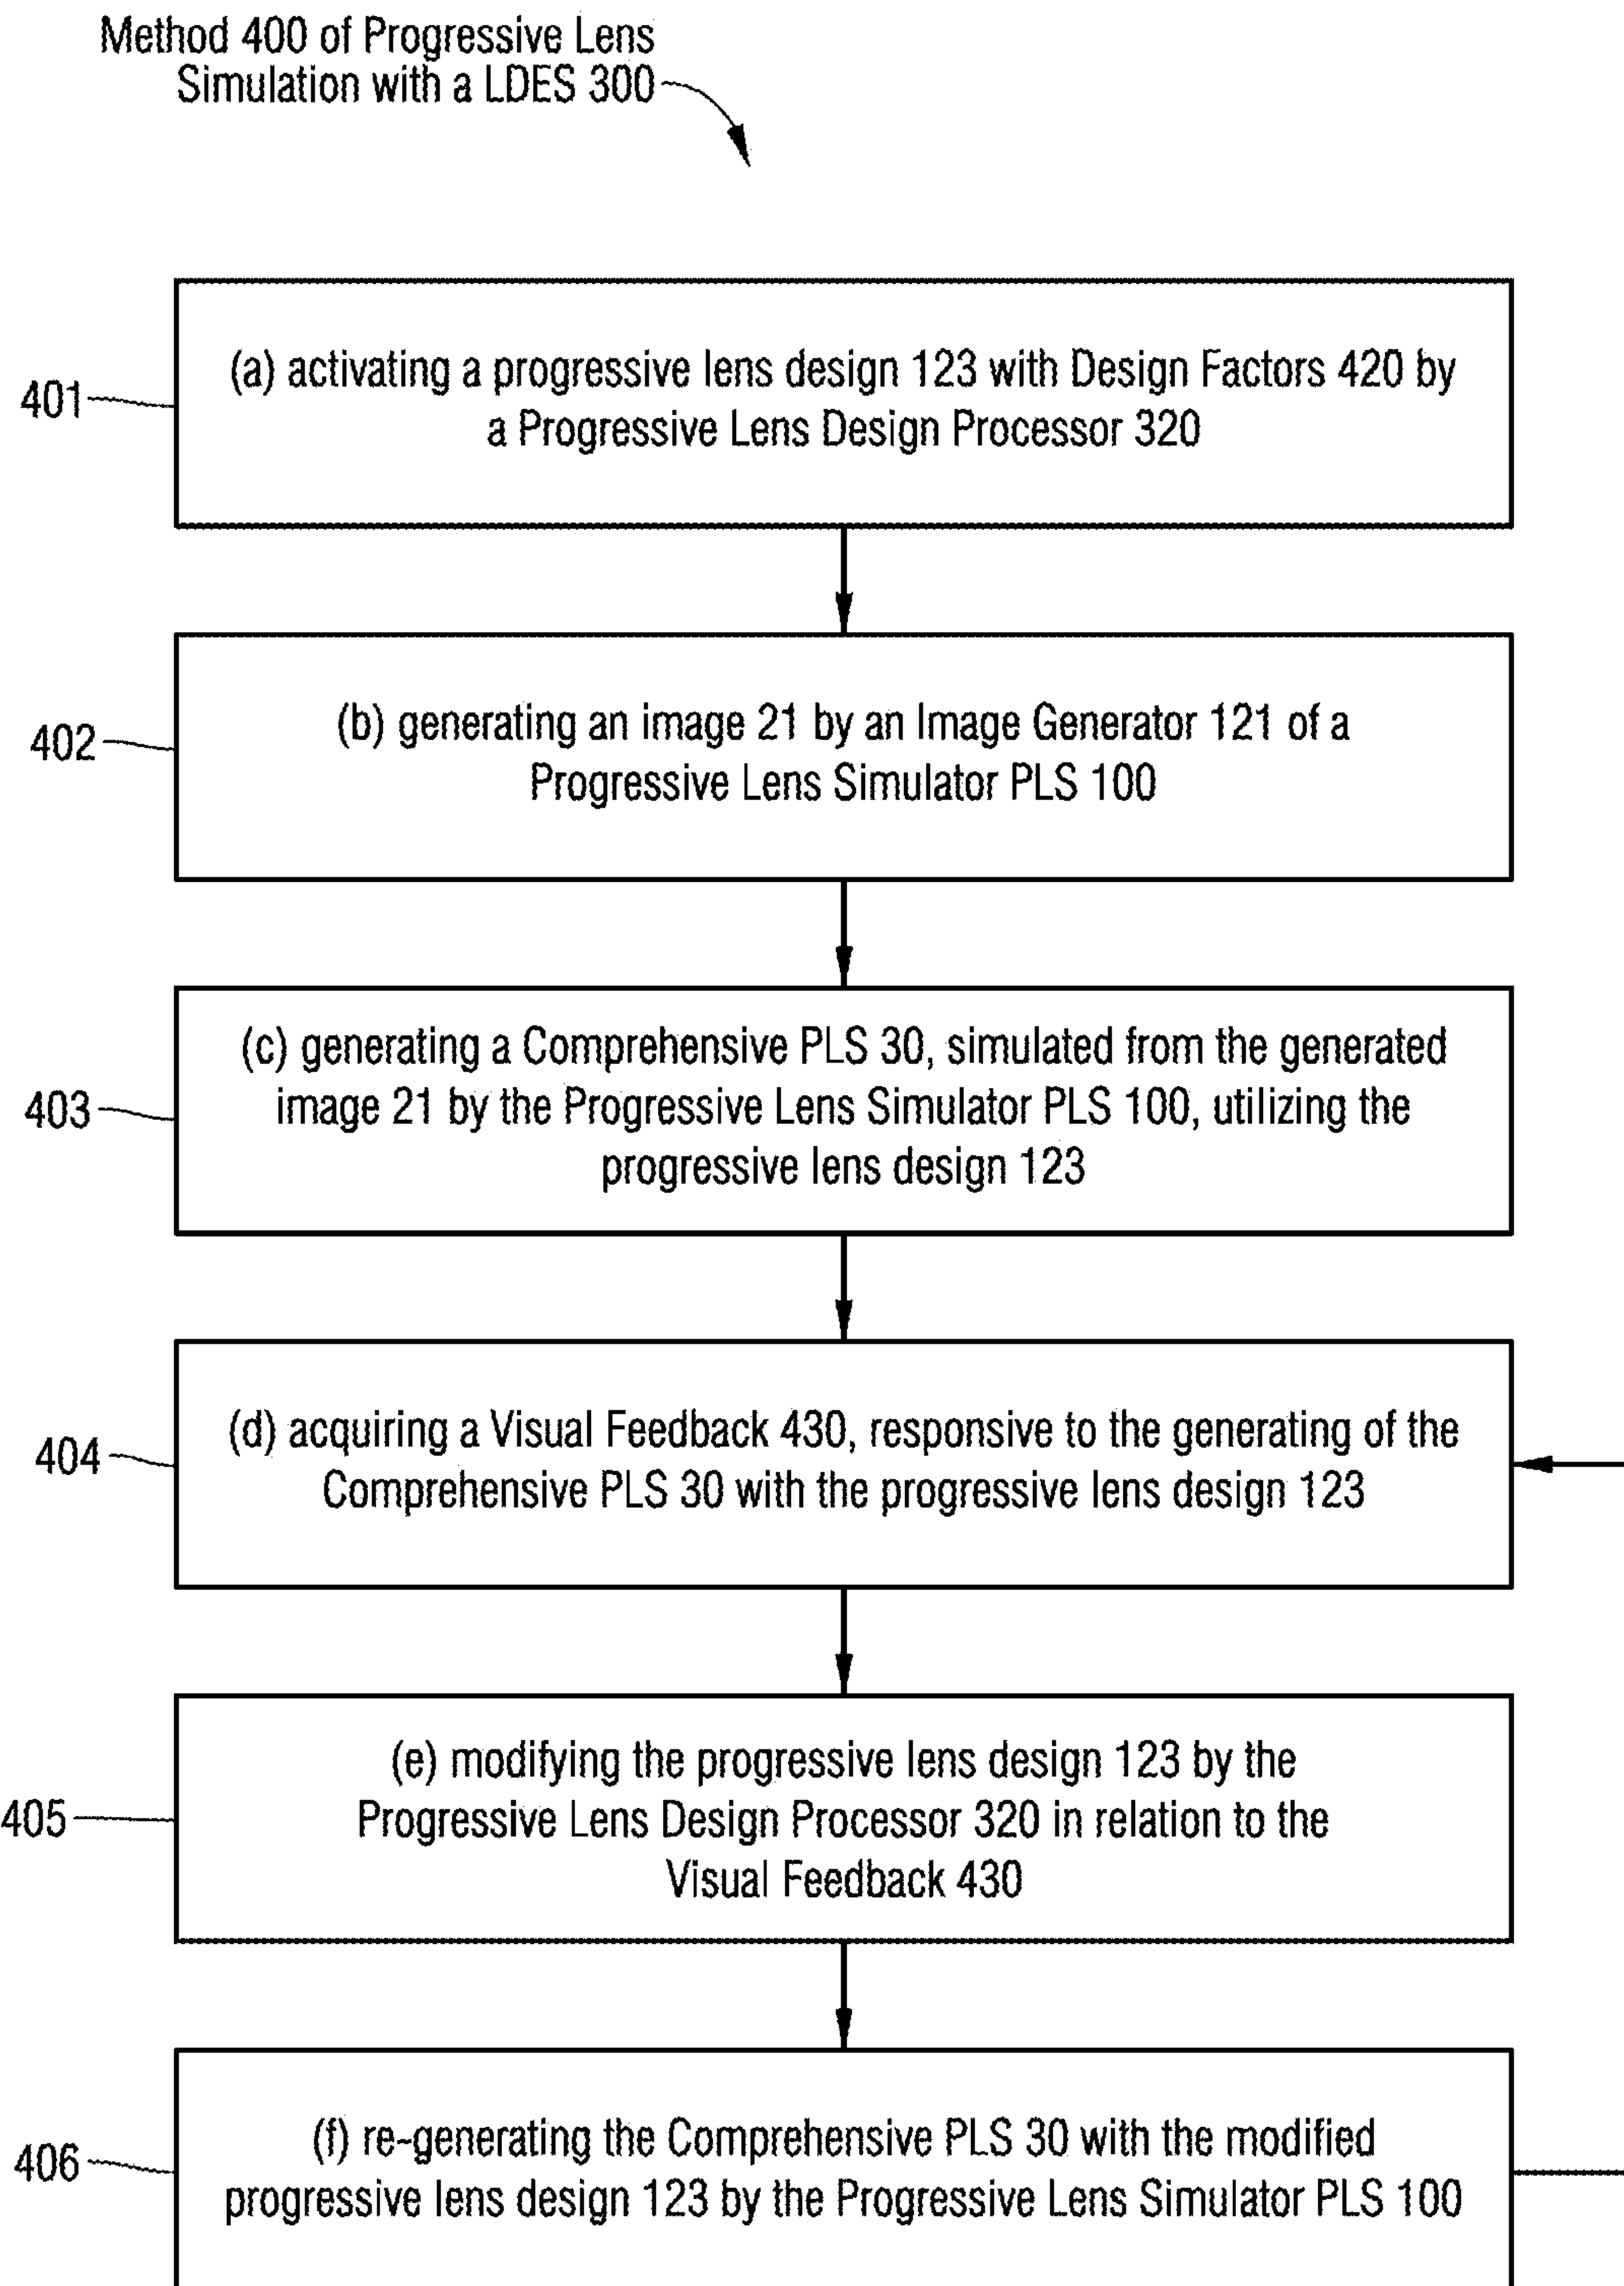 Method 400 of Progressive Lens
Simulation with a LDES 300
401
(a) activating a progressive lens design 123 with Design Factors 420 by
a Progressive Lens Design Processor 320
402
(b) generating an image 21 by an Image Generator 121 of a
Progressive Lens Simulator PLS 100
403
(c) generating a Comprehensive PLS 30, simulated from the generated
image 21 by the Progressive Lens Simulator PLS 100, utilizing the
progressive lens design 123
404
(d) acquiring a Visual Feedback 430, responsive to the generating of the
Comprehensive PLS 30 with the progressive lens design 123
405
(e) modifying the progressive lens design 123 by the
Progressive Lens Design Processor 320 in relation to the
Visual Feedback 430
406
(f) re-generating the Comprehensive PLS 30 with the modified
progressive lens design 123 by the Progressive Lens Simulator PLS 100